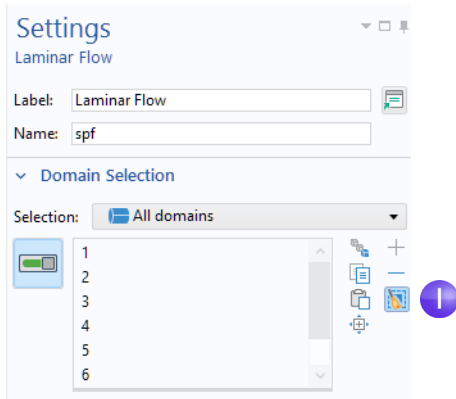 Settings
Laminar Flow
Label: Laminar Flow
Name: spf
Domain Selection
Selection: All domains
1
2
3
4
5
6
1